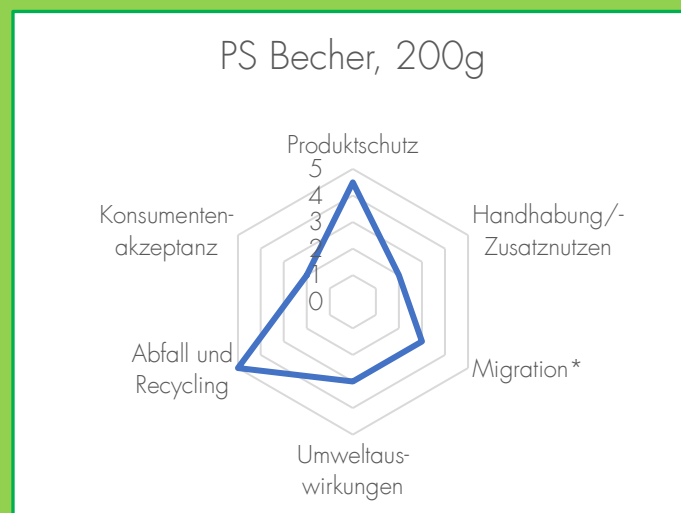 PS Becher, 200g
Produktschutz
5
4
3
2
1
0
Konsumenten-
akzeptanz
Handhabung/-
Zusatznutzen
Abfall und
Recycling
Migration*
Umweltaus-
wirkungen